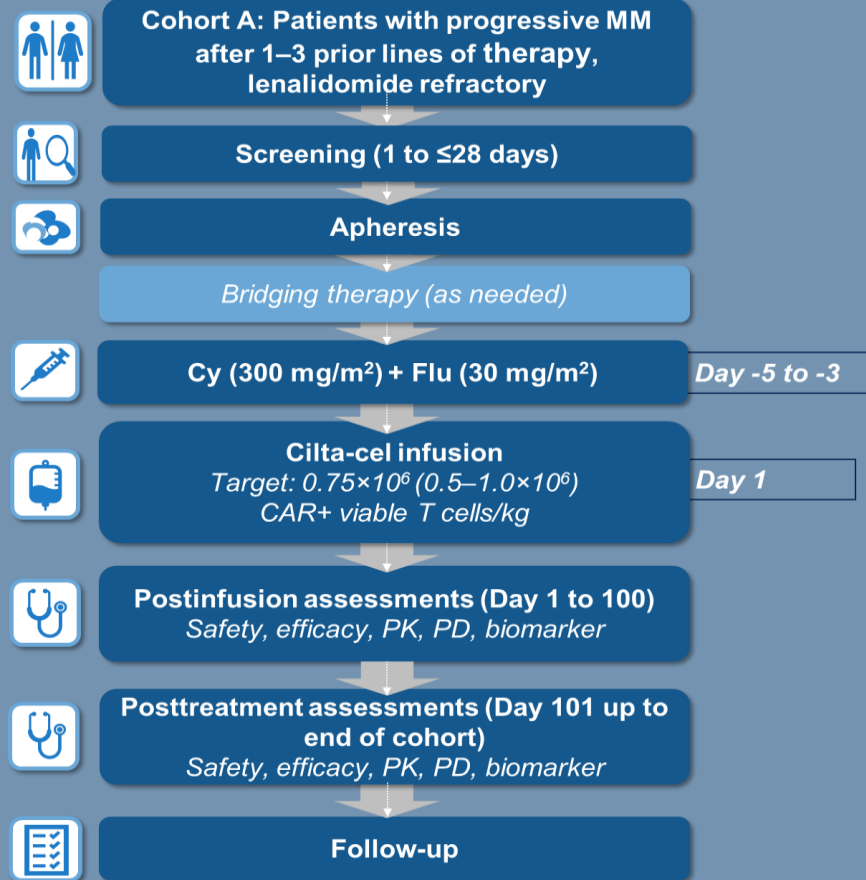 Cohort A: Patients with progressive MM
after 1–3 prior lines of therapy,
lenalidomide refractory
Screening (1 to ≤28 days)
Apheresis
Bridging therapy (as needed)
Cy (300 mg/m²) + Flu (30 mg/m²)
Day -5 to -3
Cilta-cel infusion
Target: 0.75×10⁶ (0.5–1.0×10⁶)
CAR+ viable T cells/kg
Day 1
Postinfusion assessments (Day 1 to 100)
Safety, efficacy, PK, PD, biomarker
Posttreatment assessments (Day 101 up to
end of cohort)
Safety, efficacy, PK, PD, biomarker
Follow-up